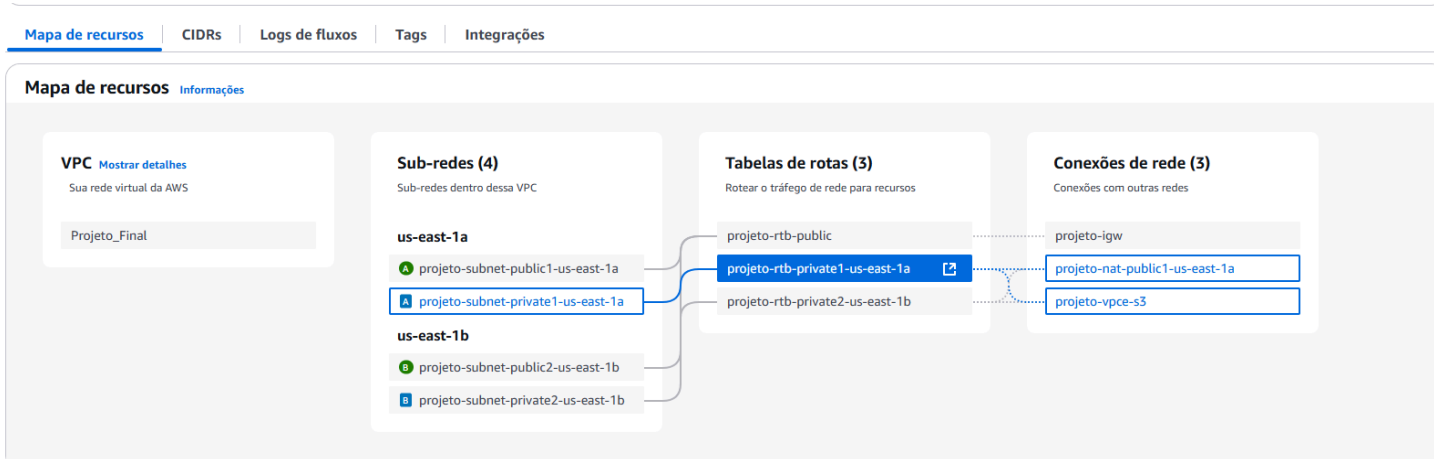 Mapa de recursos CIDRs Logs de fluxos Tags Integrações
Mapa de recursos Informações
VPC Mostrar detalhes
Sua rede virtual da AWS
Projeto_Final
Sub-redes (4)
Sub-redes dentro dessa VPC
us-east-1a
A projeto-subnet-public1-us-east-1a
A projeto-subnet-private1-us-east-1a
us-east-1b
B projeto-subnet-public2-us-east-1b
B projeto-subnet-private2-us-east-1b
Tabelas de rotas (3)
Rotear o tráfego de rede para recursos
projeto-rtb-public
projeto-rtb-private1-us-east-1a
projeto-rtb-private2-us-east-1b
Conexões de rede (3)
Conexões com outras redes
projeto-igw
projeto-nat-public1-us-east-1a
projeto-vpce-s3